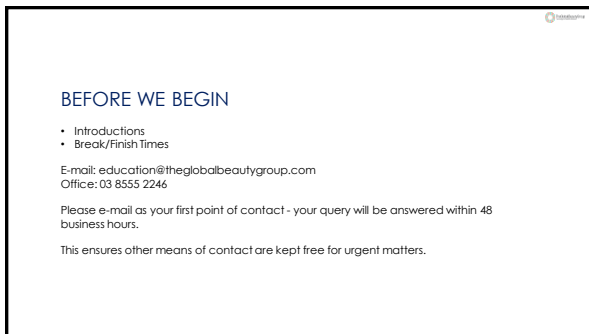 theglobalbeautygroup
BEFORE WE BEGIN
• Introductions
• Break/Finish Times
E-mail: education@theglobalbeautygroup.com
Office: 03 8555 2246
Please e-mail as your first point of contact - your query will be answered within 48
business hours.
This ensures other means of contact are kept free for urgent matters.